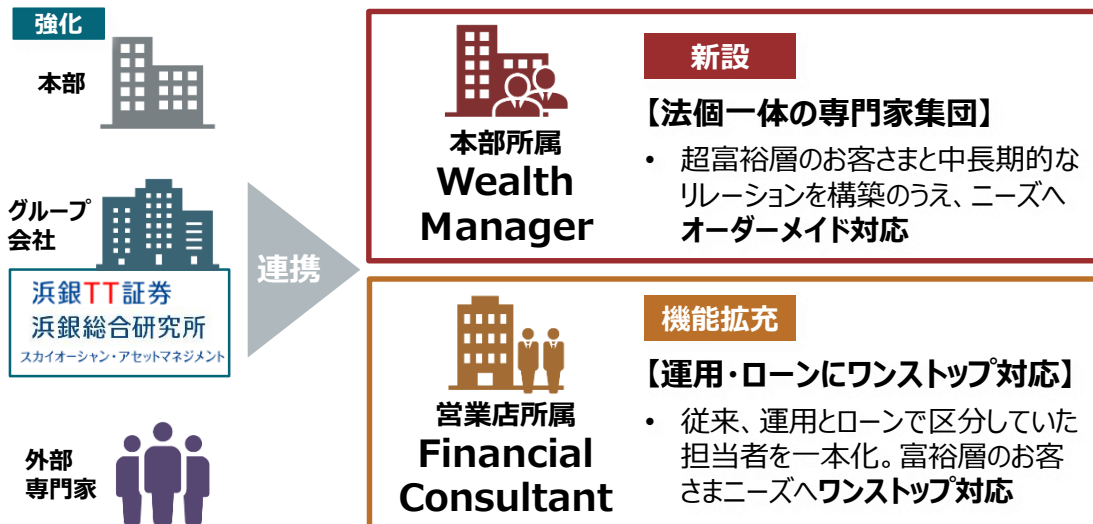 強化
本部
グループ
会社
浜銀TT証券
浜銀総合研究所
スカイオーシャン・アセットマネジメント
外部
専門家
連携
本部所属
Wealth
Manager
新設
【法個一体の専門家集団】
• 超富裕層のお客さまと中長期的な
リレーションを構築のうえ、ニーズへ
オーダーメイド対応
営業店所属
Financial
Consultant
機能拡充
【運用・ローンにワンストップ対応】
• 従来、運用とローンで区分していた
担当者を一本化。富裕層のお客
さまニーズへワンストップ対応